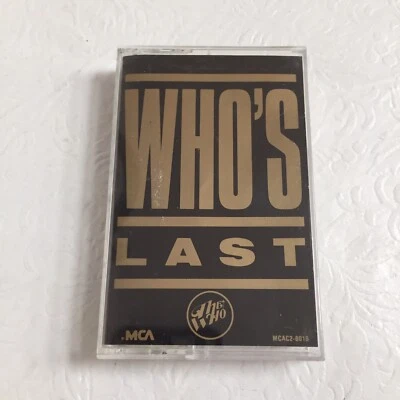 WHO'S
LAST
THE
WHO
MCA
MCAC2-8018